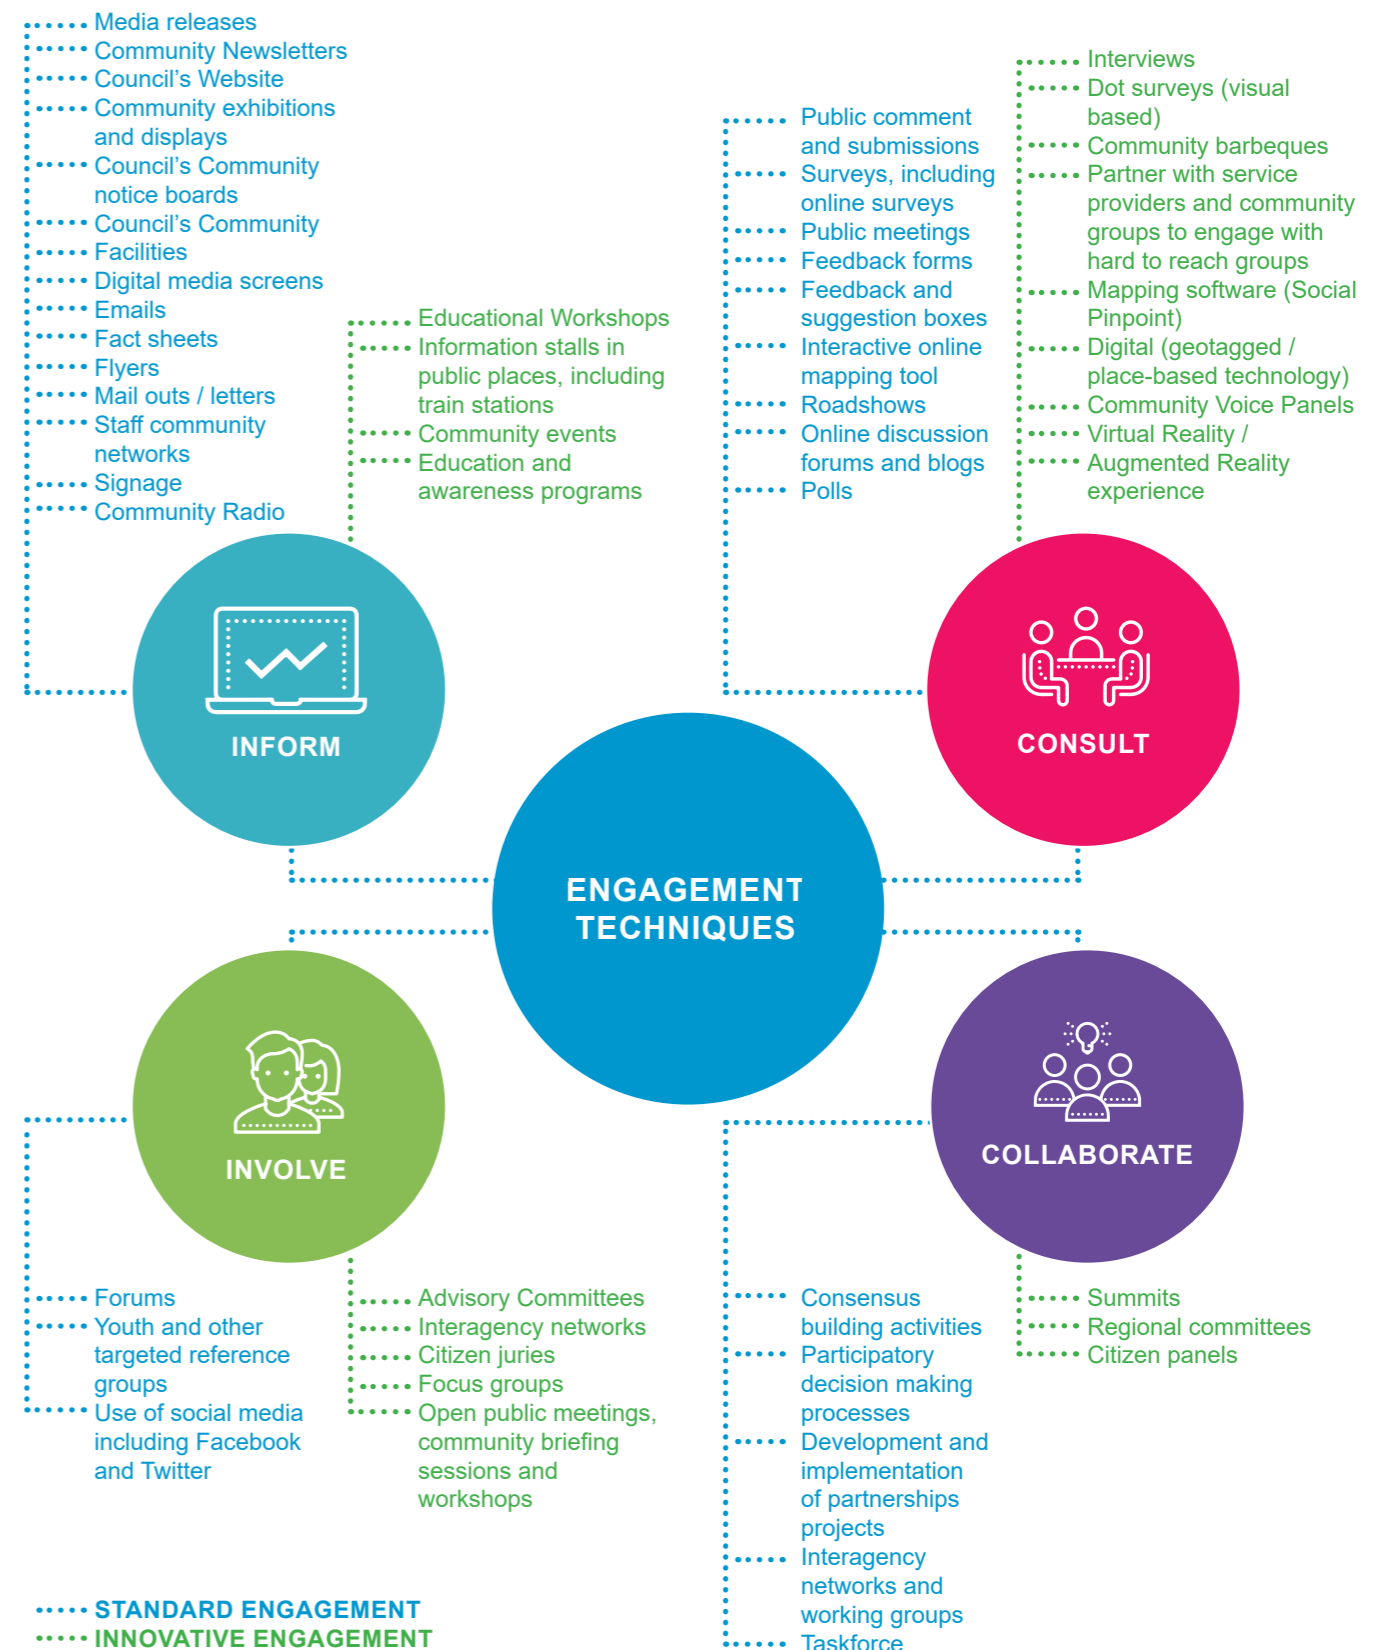 Media releases
Community Newsletters
Council's Website
Community exhibitions
and displays
Council's Community
notice boards
Council's Community
Facilities
Digital media screens
Emails
Fact sheets
Flyers
Mail outs / letters
Staff community
networks
Signage
Community Radio
Educational Workshops
Information stalls in
public places, including
train stations
Community events
Education and
awareness programs
INFORM
Public comment
and submissions
Surveys, including
online surveys
Public meetings
Feedback forms
Feedback and
suggestion boxes
Interactive online
mapping tool
Roadshows
Online discussion
forums and blogs
Polls
Interviews
Dot surveys (visual
based)
Community barbeques
Partner with service
providers and community
groups to engage with
hard to reach groups
Mapping software (Social
Pinpoint)
Digital (geotagged /
place-based technology)
Community Voice Panels
Virtual Reality /
Augmented Reality
experience
CONSULT
ENGAGEMENT
TECHNIQUES
INVOLVE
Forums
Youth and other
targeted reference
groups
Use of social media
including Facebook
and Twitter
Advisory Committees
Interagency networks
Citizen juries
Focus groups
Open public meetings,
community briefing
sessions and
workshops
COLLABORATE
Consensus
building activities
Participatory
decision making
processes
Development and
implementation
of partnerships
projects
Interagency
networks and
working groups
Taskforce
Summits
Regional committees
Citizen panels
STANDARD ENGAGEMENT
INNOVATIVE ENGAGEMENT